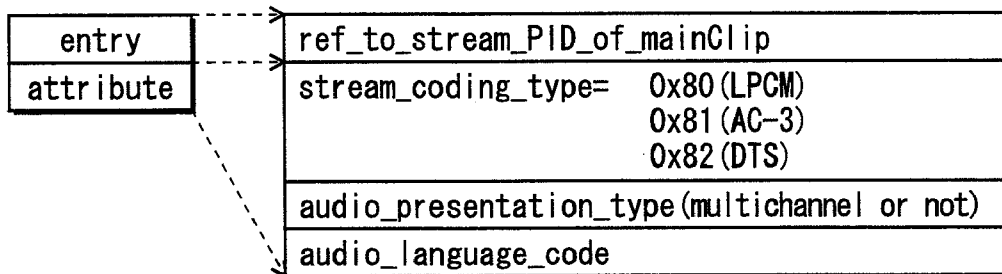 entry
attribute
ref_to_stream_PID_of_mainClip
stream_coding_type= 0x80(LPCM)
0x81(AC-3)
0x82(DTS)
audio_presentation_type(multichannel or not)
audio_language_code